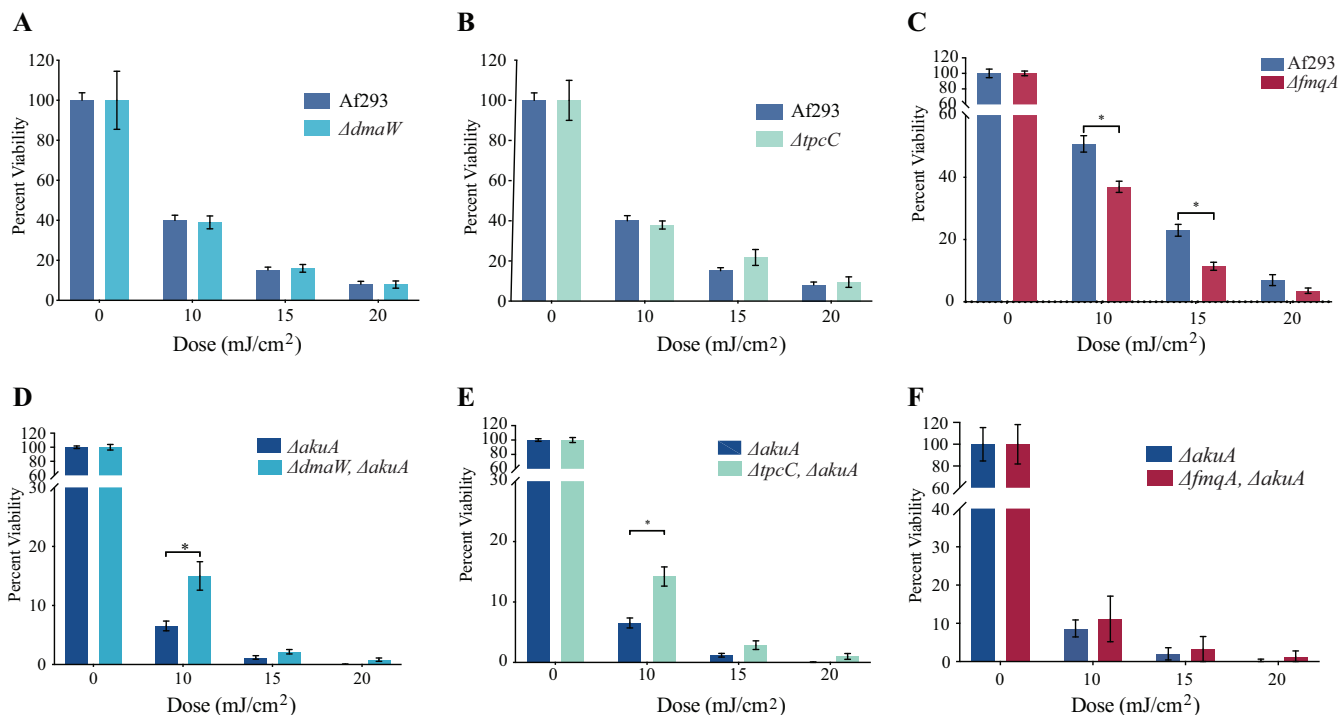 A
120
100
80
60
40
20
0
Percent Viability
Af293
ΔdmaW
0 10 15 20
Dose (mJ/cm²)
B
120
100
80
60
40
20
0
Percent Viability
Af293
ΔtpcC
0 10 15 20
Dose (mJ/cm²)
C
120
100
80
60
40
20
0
Percent Viability
Af293
ΔfmqA
*
*
0 10 15 20
Dose (mJ/cm²)
D
120
100
80
60
30
20
10
0
Percent Viability
ΔakuA
ΔdmaW, ΔakuA
*
0 10 15 20
Dose (mJ/cm²)
E
120
100
80
60
30
20
10
0
Percent Viability
ΔakuA
ΔtpcC, ΔakuA
*
0 10 15 20
Dose (mJ/cm²)
F
120
100
80
60
40
30
20
10
0
Percent Viability
ΔakuA
ΔfmqA, ΔakuA
0 10 15 20
Dose (mJ/cm²)